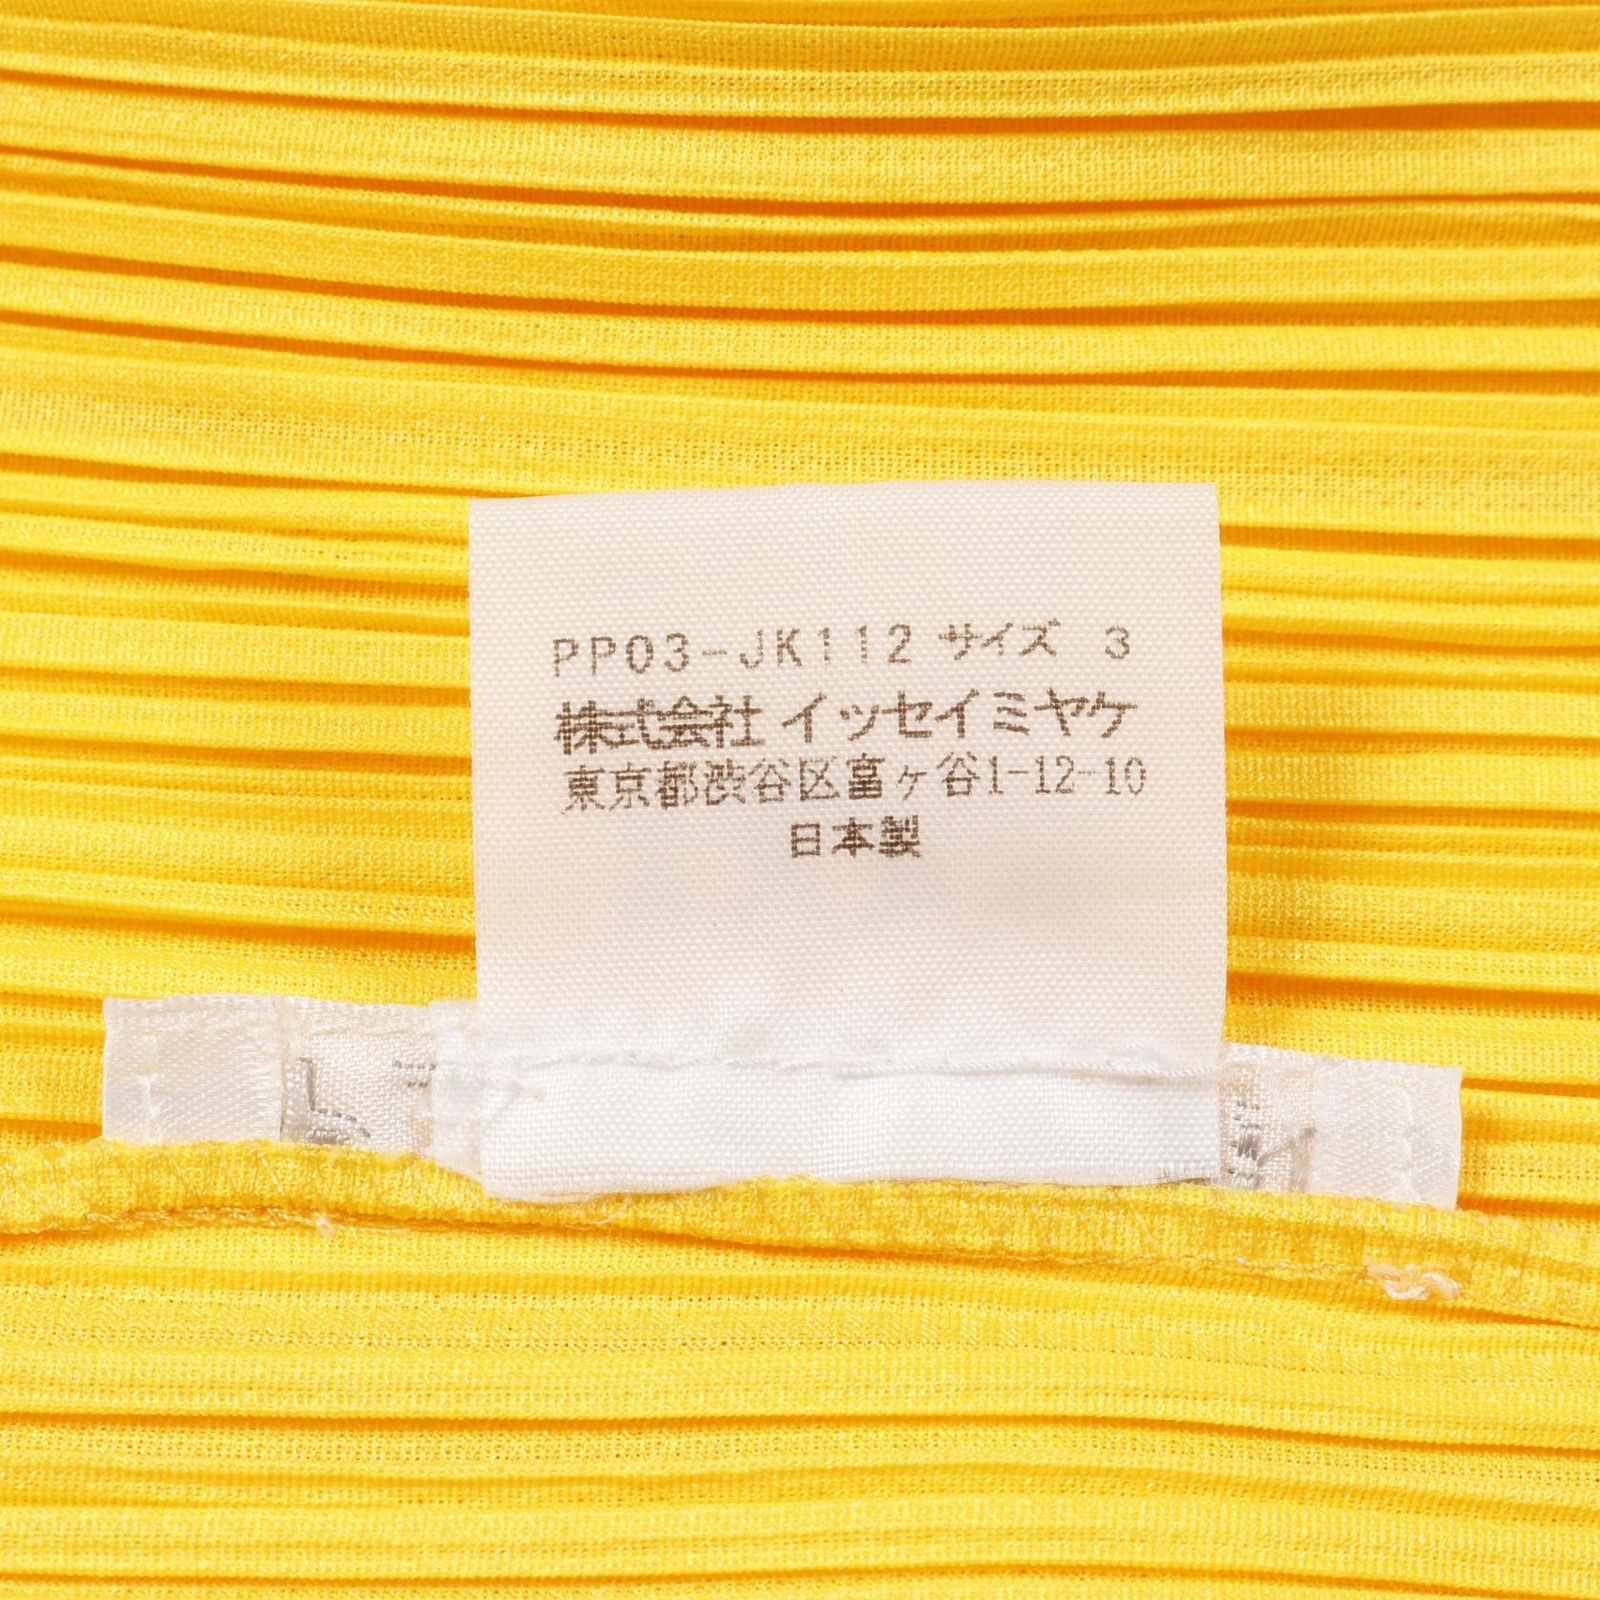 PP03-JK112 サイズ 3
株式会社 イッセイミヤケ
東京都渋谷区富ヶ谷1-12-10
日本製